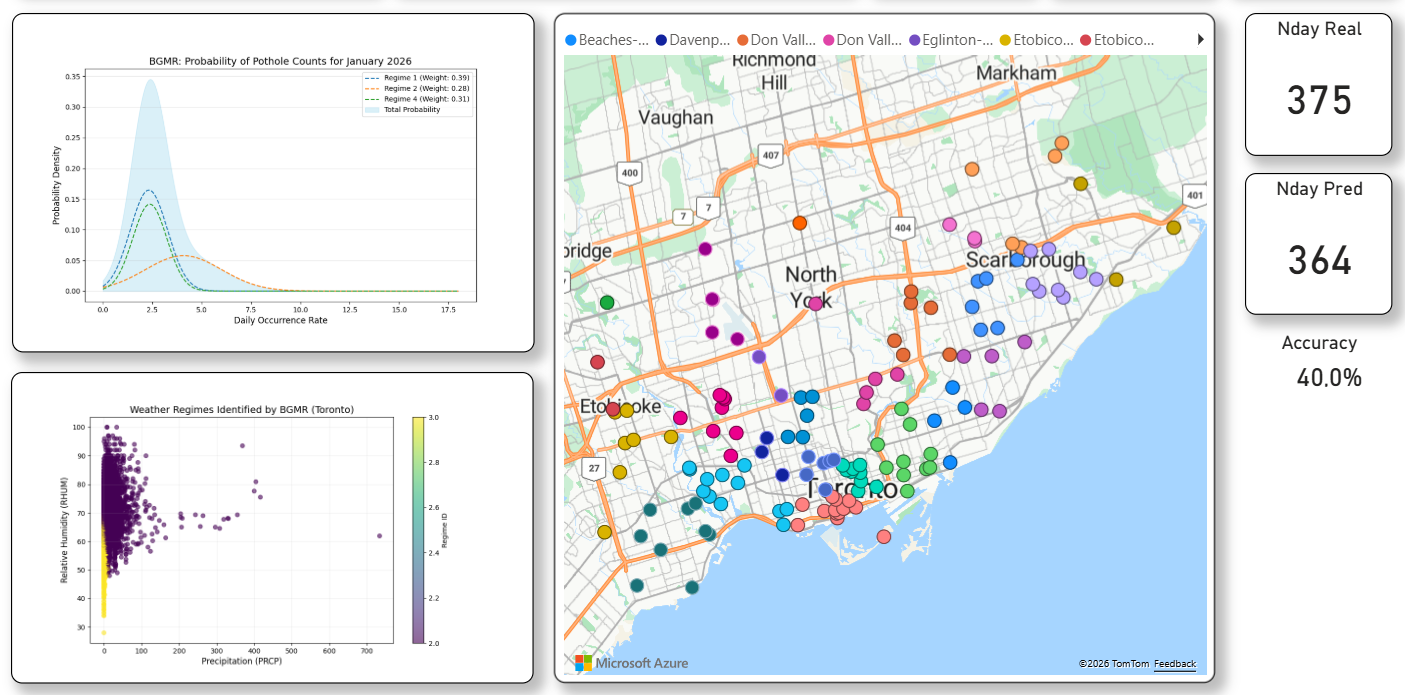 BGMR: Probability of Pothole Counts for January 2026
Regime 1 (Weight: 0.39)
Regime 2 (Weight: 0.28)
Regime 4 (Weight: 0.31)
Total Probability
Probability Density
0.35
0.30
0.25
0.20
0.15
0.10
0.05
0.00
0.0 2.5 5.0 7.5 10.0 12.5 15.0 17.5
Daily Occurrence Rate
Weather Regimes Identified by BGMR (Toronto)
Relative Humidity (RHUM)
100
90
80
70
60
50
40
30
0 100 200 300 400 500 600 700
Precipitation (PRCP)
3.0
2.8
2.6
2.4
2.2
2.0
Regime ID
Beaches-... Davenp... Don Vall... Don Vall... Eglinton-... Etobico... Etobico...
Richmond
Hill
Markham
Vaughan
407
400
7
7
401
404
bridge
7
Scarborough
North
York
Etobicoke
27
Toronto
Microsoft Azure
©2026 TomTom Feedback
Nday Real
375
Nday Pred
364
Accuracy
40.0%